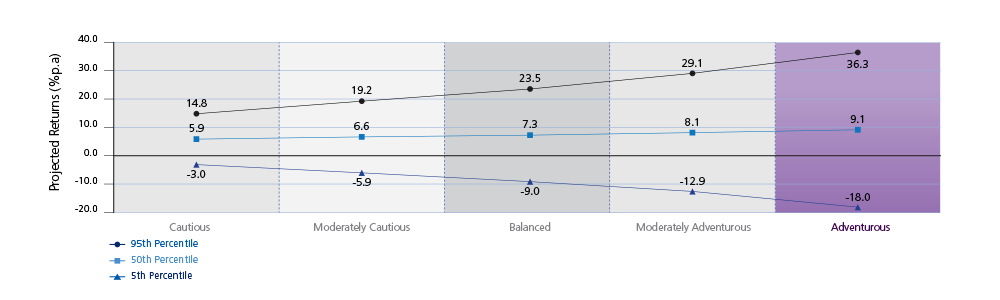 Projected Returns (%p.a)
40.0
30.0
20.0
10.0
0.0
-10.0
-20.0
14.8
19.2
23.5
29.1
36.3
5.9
6.6
7.3
8.1
9.1
-3.0
-5.9
-9.0
-12.9
-18.0
Cautious
Moderately Cautious
Balanced
Moderately Adventurous
Adventurous
95th Percentile
50th Percentile
5th Percentile